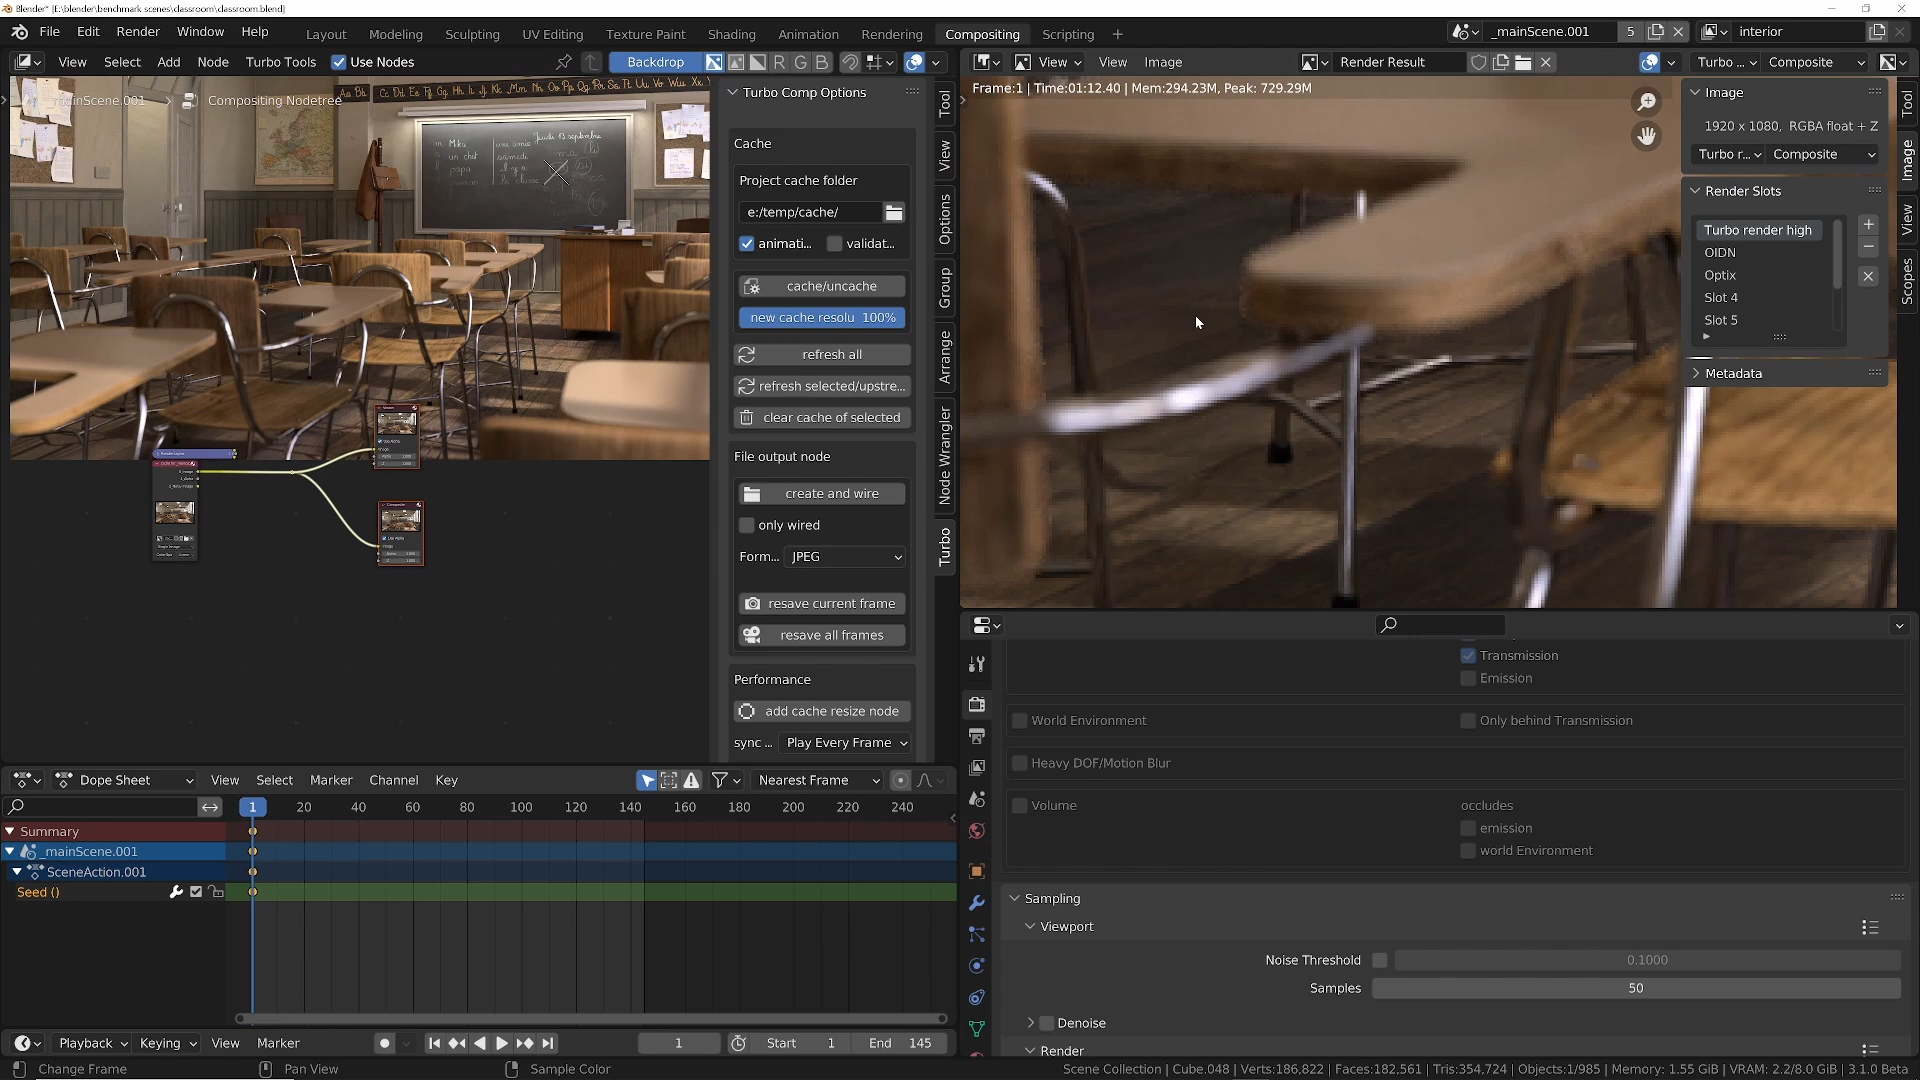 Blender* [E:\blender\benchmark scenes\classroom\classroom.blend]
File Edit Render Window Help
Layout Modeling Sculpting UV Editing Texture Paint Shading Animation Rendering Compositing Scripting +
_mainScene.001 5
interior
View Select Add Node Turbo Tools Use Nodes
Backdrop R G B
View View Image
Render Result
Turbo ... Composite
mainScene.001 > Compositing Nodetree
Frame:1 | Time:01:12.40 | Mem:294.23M, Peak: 729.29M
Turbo Comp Options
Cache
Project cache folder
e:/temp/cache/
animati... validat...
cache/uncache
new cache resolu 100%
refresh all
refresh selected/upstre...
clear cache of selected
File output node
create and wire
only wired
Form... JPEG
resave current frame
resave all frames
Performance
add cache resize node
sync ... Play Every Frame
Tool
View
Options
Group
Arrange
Node Wrangler
Turbo
Image
1920 x 1080, RGBA float + Z
Turbo r... Composite
Render Slots
Turbo render high
OIDN
Optix
Slot 4
Slot 5
Metadata
Tool
Image
View
Scopes
Transmission
Emission
World Environment
Only behind Transmission
Heavy DOF/Motion Blur
Volume
occludes
emission
world Environment
Sampling
Viewport
Noise Threshold 0.1000
Samples 50
Denoise
Render
Dope Sheet View Select Marker Channel Key
Nearest Frame
1 20 40 60 80 100 120 140 160 180 200 220 240
Summary
_mainScene.001
SceneAction.001
Seed ()
Playback Keying View Marker
1
Start 1 End 145
Change Frame
Pan View
Sample Color
Scene Collection | Cube.048 | Verts:186,822 | Faces:182,561 | Tris:354,724 | Objects:1/985 | Memory: 1.55 GiB | VRAM: 2.2/8.0 GiB | 3.1.0 Beta